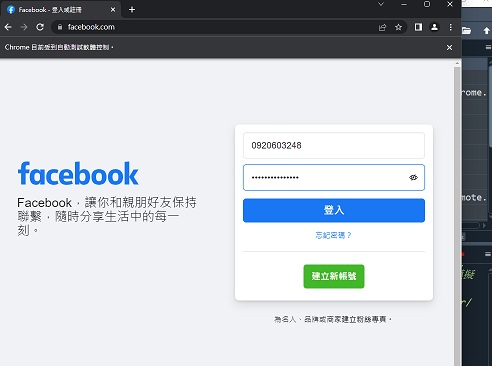 Facebook - 登入或註冊
facebook.com
Chrome 目前受到自動測試軟體控制。
rome.
0920603248
facebook
Facebook，讓你和親朋好友保持
聯繫，隨時分享生活中的每一
刻。
登入
忘記密碼？
建立新帳號
為名人、品牌或商家建立粉絲專頁。
mote.
擬
r/